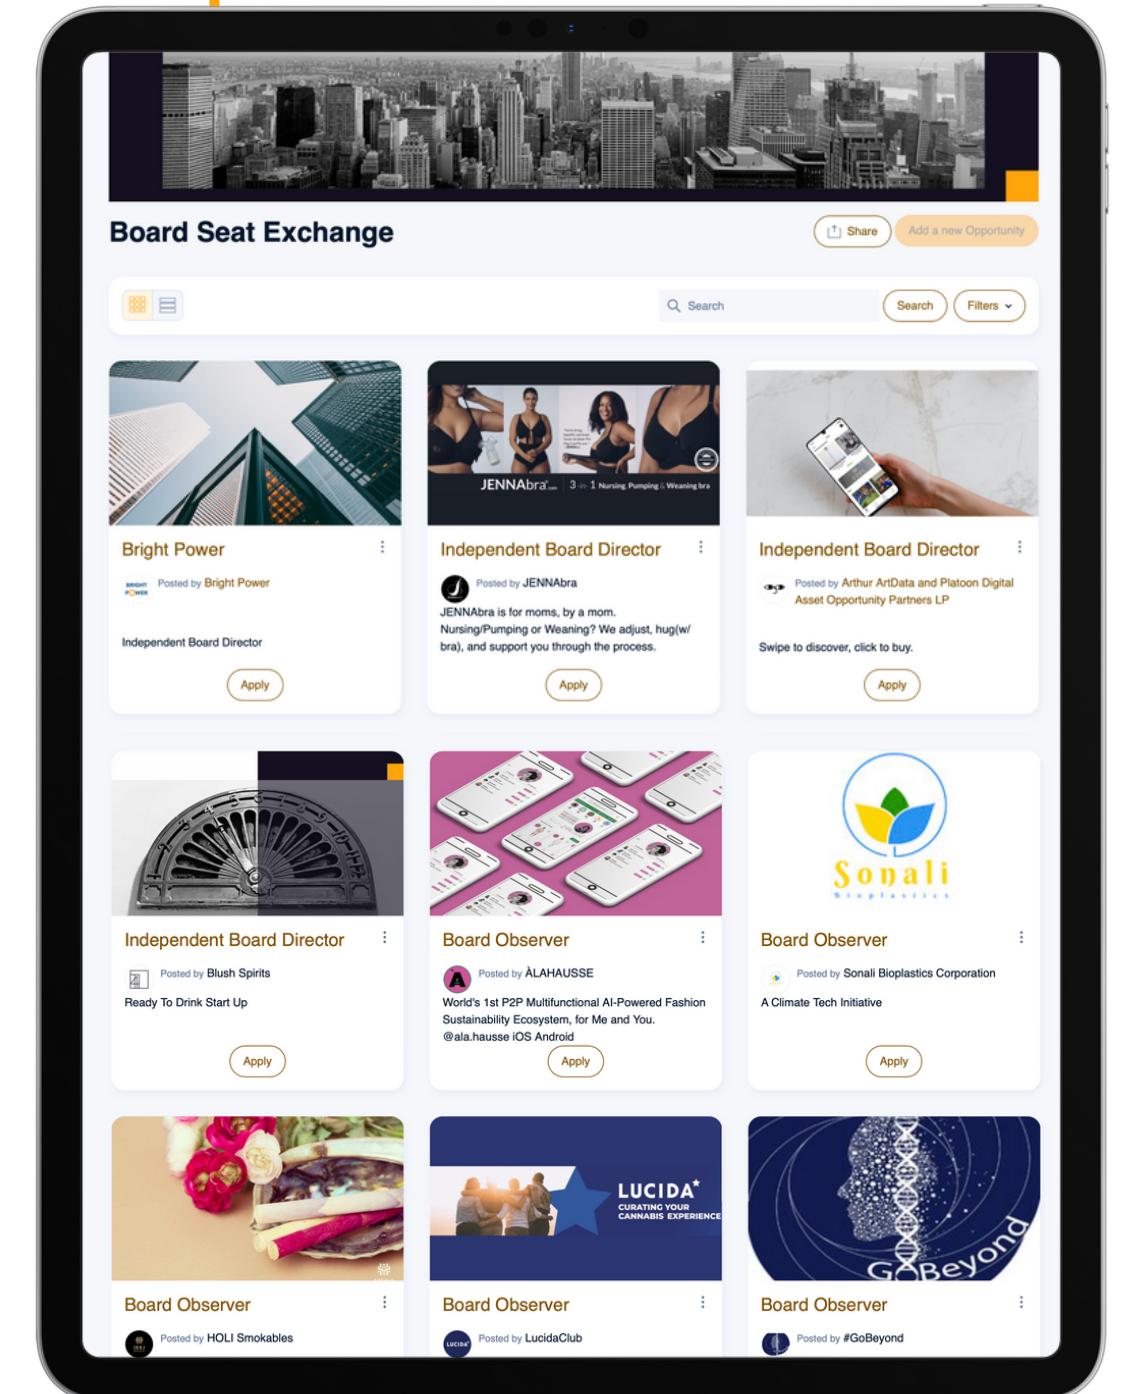 Board Seat Exchange
Share
Add a new Opportunity
Search
Search
Filters
JENNAbra
3-in-1 Nursing, Pumping & Weaning bra
Bright Power
BRIGHT
POWER
Posted by Bright Power
Independent Board Director
Apply
Independent Board Director
Posted by JENNAbra
JENNAbra is for moms, by a mom.
Nursing/Pumping or Weaning? We adjust, hug(w/
bra), and support you through the process.
Apply
Independent Board Director
Posted by Arthur ArtData and Platoon Digital
Asset Opportunity Partners LP
Swipe to discover, click to buy.
Apply
Sonali
Bioplastics
Independent Board Director
Posted by Blush Spirits
Ready To Drink Start Up
Apply
Board Observer
A
Posted by ÀLAHAUSSE
World's 1st P2P Multifunctional AI-Powered Fashion
Sustainability Ecosystem, for Me and You.
@ala.hausse iOS Android
Apply
Board Observer
Posted by Sonali Bioplastics Corporation
A Climate Tech Initiative
Apply
LUCIDA
CURATING YOUR
CANNABIS EXPERIENCE
GOBeyond
Board Observer
Posted by HOLI Smokables
Board Observer
LUCIDA
Posted by LucidaClub
Board Observer
Posted by #GoBeyond